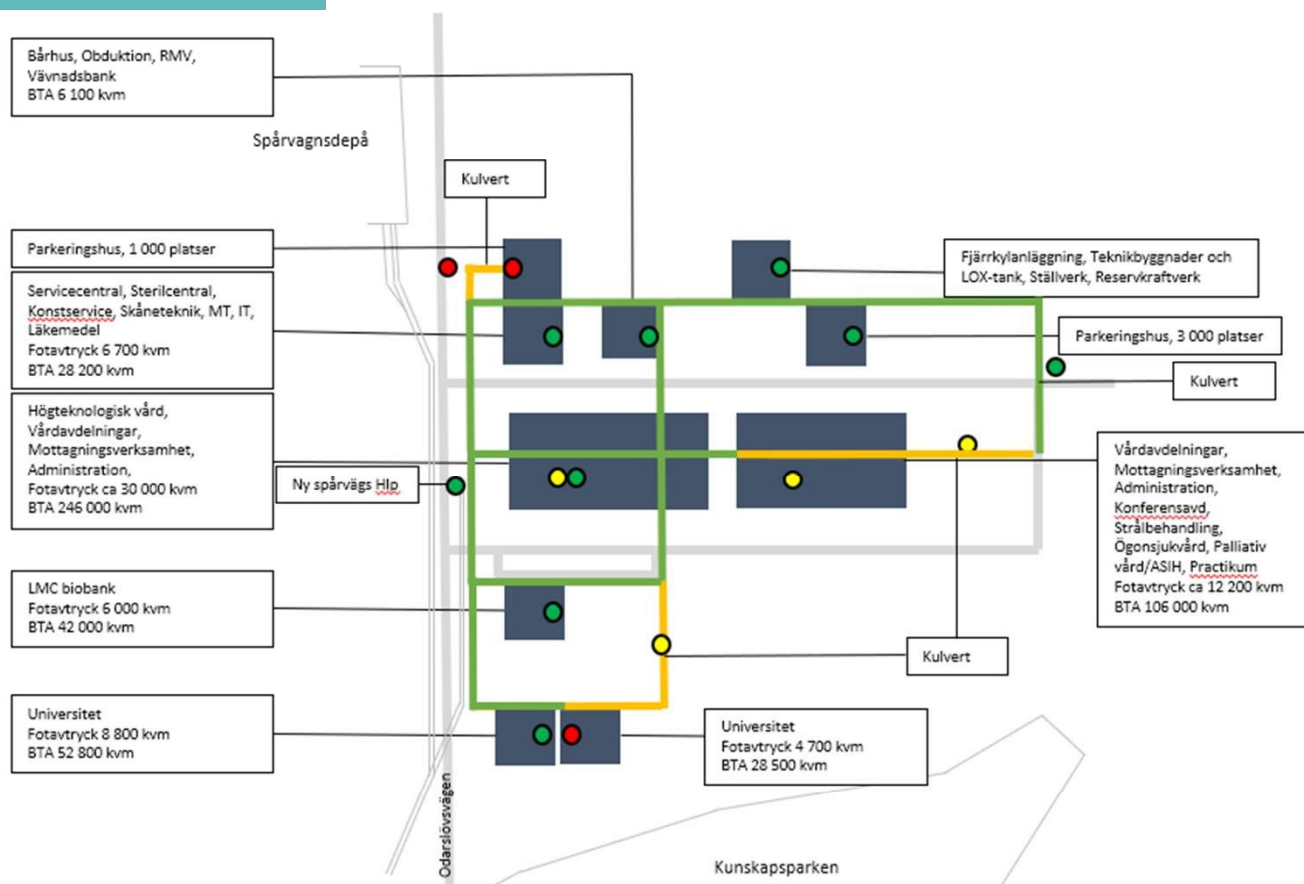 Bårhus, Obduktion, RMV,
Vävnadsbank
BTA 6 100 kvm
Spårvagnsdepå
Kulvert
Parkeringshus, 1 000 platser
Fjärrkylanläggning, Teknikbyggnader och
LOX-tank, Ställverk, Reservkraftverk
Servicecentral, Sterilcentral,
Konstservice, Skåneteknik, MT, IT,
Läkemedel
Fotavtryck 6 700 kvm
BTA 28 200 kvm
Parkeringshus, 3 000 platser
Kulvert
Högteknologisk vård,
Vårdavdelningar,
Mottagningsverksamhet,
Administration,
Fotavtryck ca 30 000 kvm
BTA 246 000 kvm
Ny spårvägs Hlp
Vårdavdelningar,
Mottagningsverksamhet,
Administration,
Konferensavd,
Strålbehandling,
Ögonsjukvård, Palliativ
vård/ASIH, Practikum
Fotavtryck ca 12 200 kvm
BTA 106 000 kvm
LMC biobank
Fotavtryck 6 000 kvm
BTA 42 000 kvm
Kulvert
Universitet
Fotavtryck 8 800 kvm
BTA 52 800 kvm
Universitet
Fotavtryck 4 700 kvm
BTA 28 500 kvm
Odarslövsvägen
Kunskapsparken